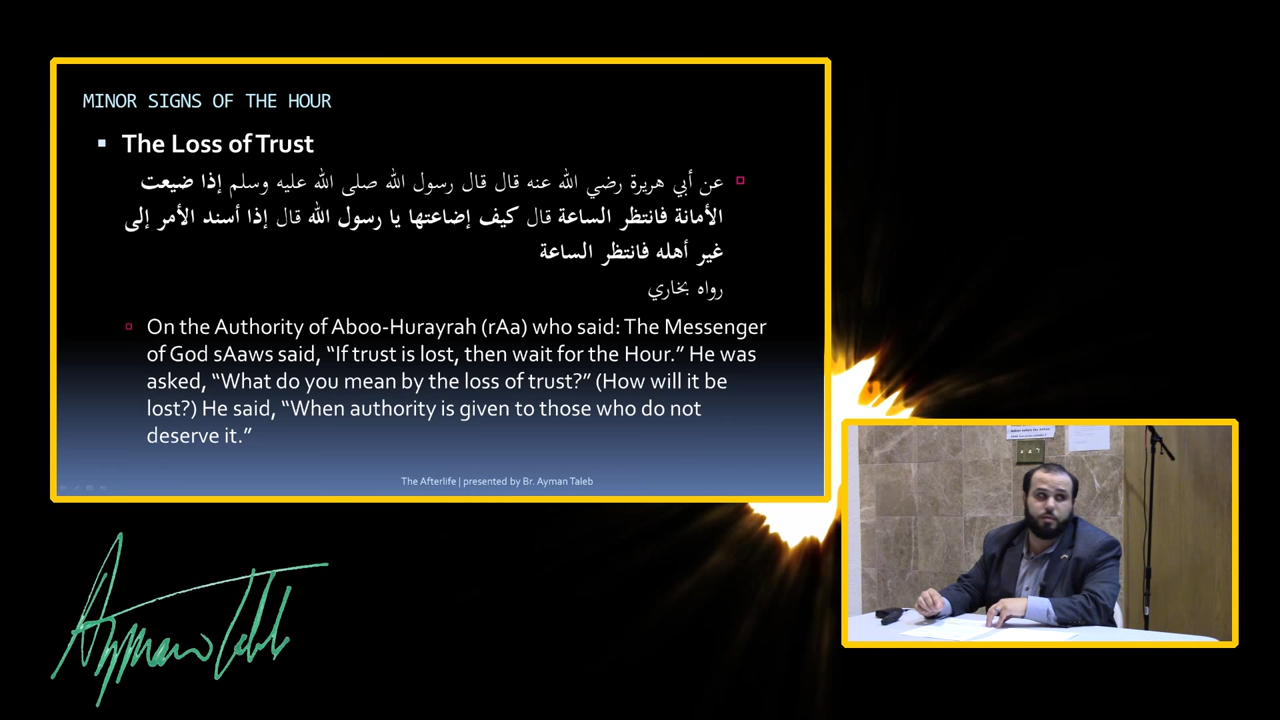 MINOR SIGNS OF THE HOUR
The Loss of Trust
عن أبي هريرة رضي الله عنه قال قال رسول الله صلى الله عليه وسلم إذا ضيعت
الأمانة فانتظر الساعة قال كيف إضاعتها يا رسول الله قال إذا أسند الأمر إلى
غير أهله فانتظر الساعة
رواه بخاري
On the Authority of Aboo-Hurayrah (rAa) who said: The Messenger
of God sAaws said, “If trust is lost, then wait for the Hour.” He was
asked, “What do you mean by the loss of trust?” (How will it be
lost?) He said, “When authority is given to those who do not
deserve it.”
The Afterlife | presented by Br. Ayman Taleb
Ayman Taleb